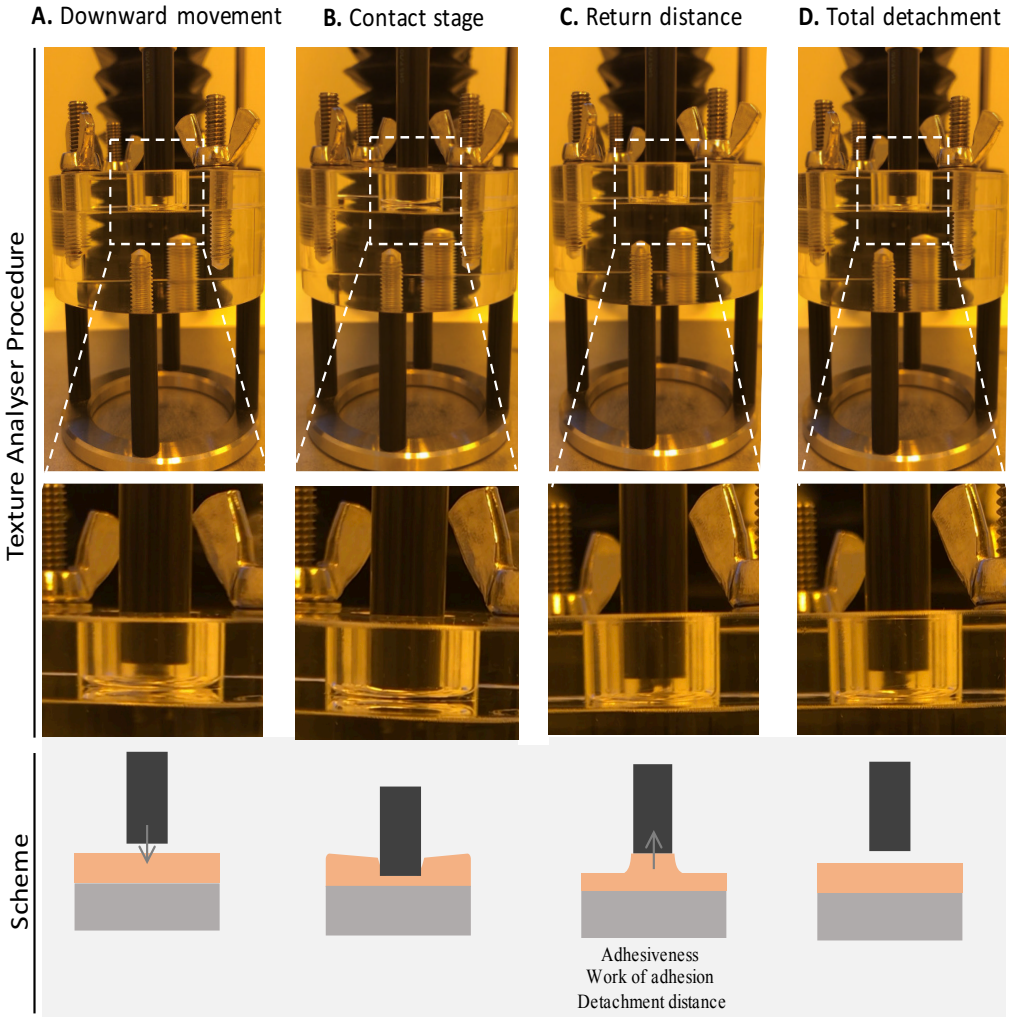 A. Downward movement
B. Contact stage
C. Return distance
D. Total detachment
Texture Analyser Procedure
Scheme
Adhesiveness
Work of adhesion
Detachment distance